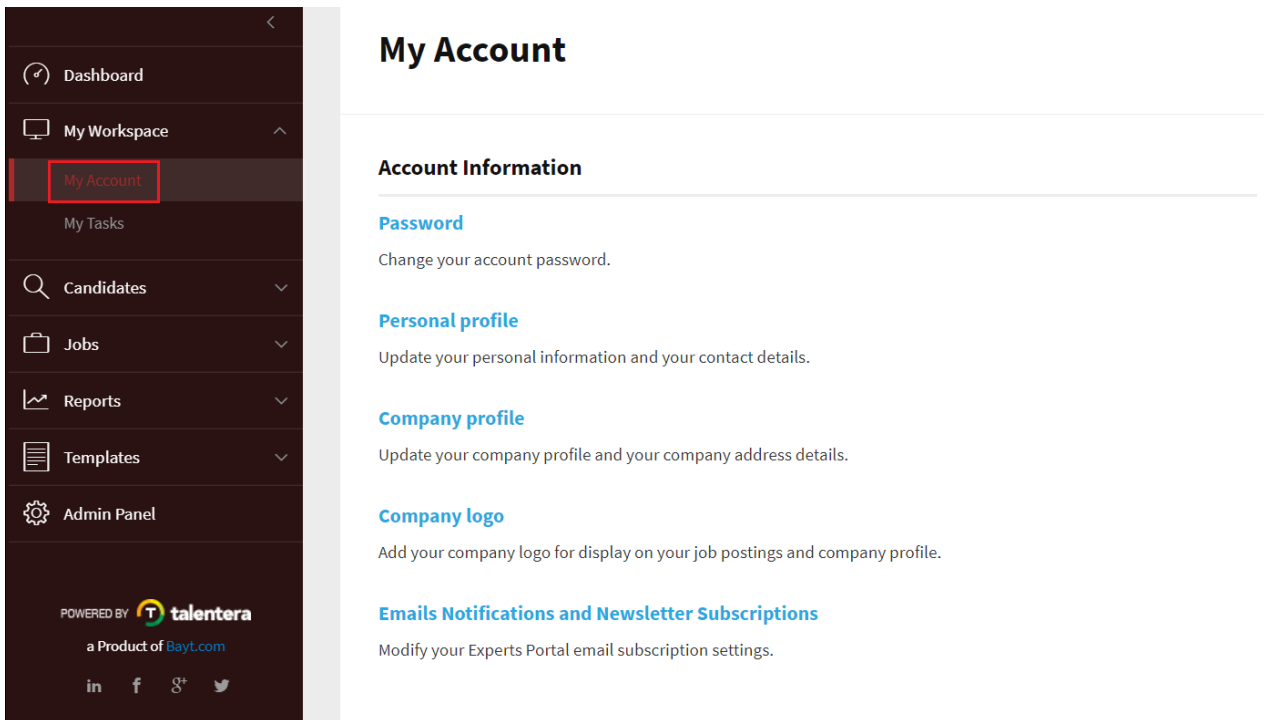 Dashboard
My Workspace
My Account
My Tasks
Candidates
Jobs
Reports
Templates
Admin Panel
POWERED BY T talentera
a Product of Bayt.com
in f g+
My Account
Account Information
Password
Change your account password.
Personal profile
Update your personal information and your contact details.
Company profile
Update your company profile and your company address details.
Company logo
Add your company logo for display on your job postings and company profile.
Emails Notifications and Newsletter Subscriptions
Modify your Experts Portal email subscription settings.